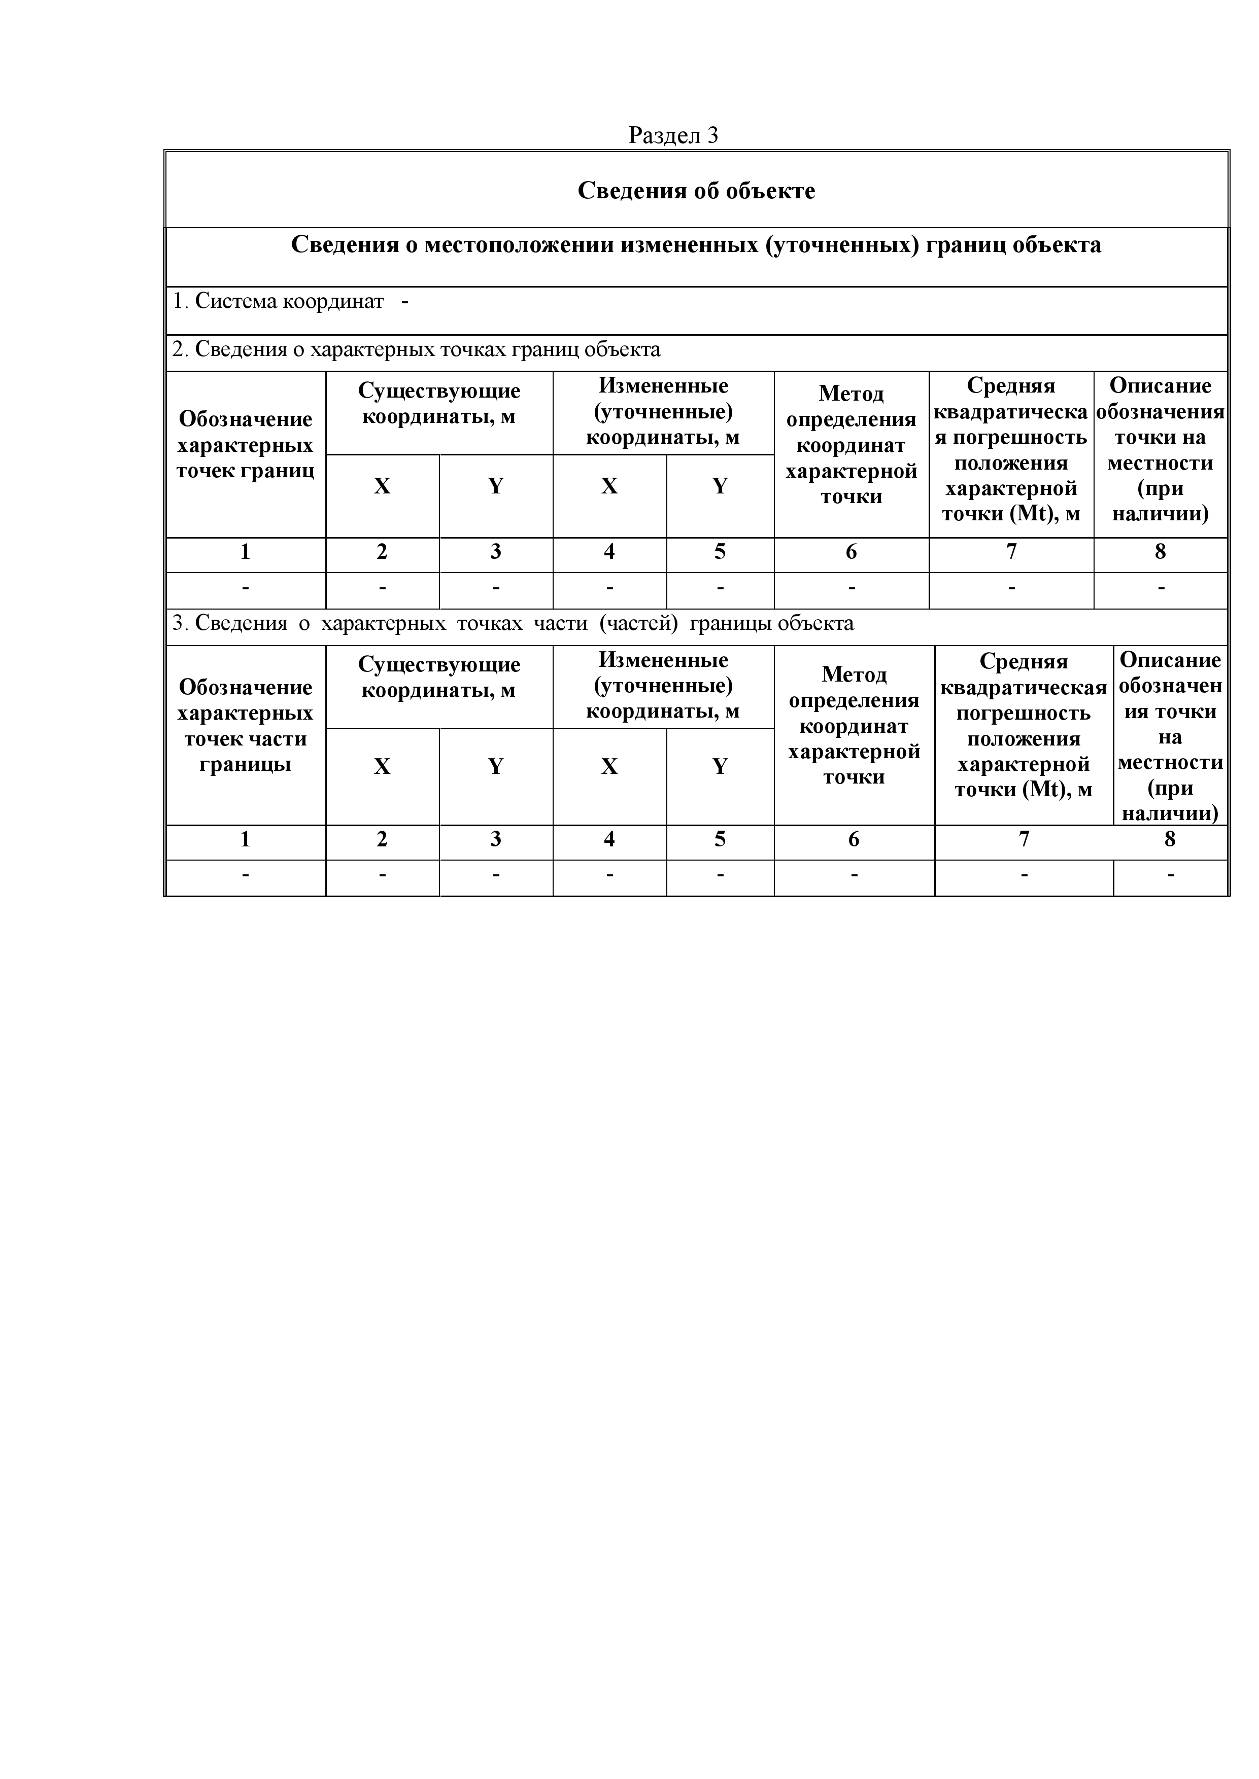 Раздел 3
Сведения об объекте
Сведения о местоположении измененных (уточненных) границ объекта
1. Система координат -
2. Сведения о характерных точках границ объекта
Обозначение
характерных
точек границ
Существующие
координаты, м
Измененные
(уточненные)
координаты, м
Метод
определения
координат
характерной
точки
Средняя
квадратическа
я погрешность
положения
характерной
точки (Mt), м
Описание
обозначения
точки на
местности
(при
наличии)
X Y X Y
1 2 3 4 5 6 7 8
- - - - - - - -
3. Сведения о характерных точках части (частей) границы объекта
Обозначение
характерных
точек части
границы
Существующие
координаты, м
Измененные
(уточненные)
координаты, м
Метод
определения
координат
характерной
точки
Средняя
квадратическая
погрешность
положения
характерной
точки (Mt), м
Описание
обозначен
ия точки
на
местности
(при
наличии)
X Y X Y
1 2 3 4 5 6 7 8
- - - - - - - -